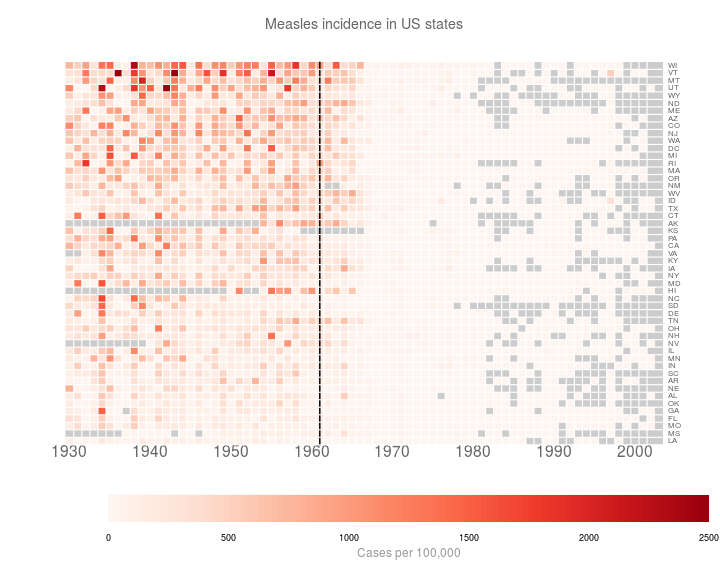 Measles incidence in US states
WI
VT
MT
UT
WY
ND
ME
AZ
CO
NJ
WA
DC
MI
RI
MA
OR
NM
WV
ID
TX
CT
AK
KS
PA
CA
VA
KY
IA
NY
MD
HI
NC
SD
DE
TN
OH
NH
NV
IL
MN
IN
SC
AR
NE
AL
OK
GA
FL
MO
MS
LA
1930 1940 1950 1960 1970 1980 1990 2000
0 500 1000 1500 2000 2500
Cases per 100,000